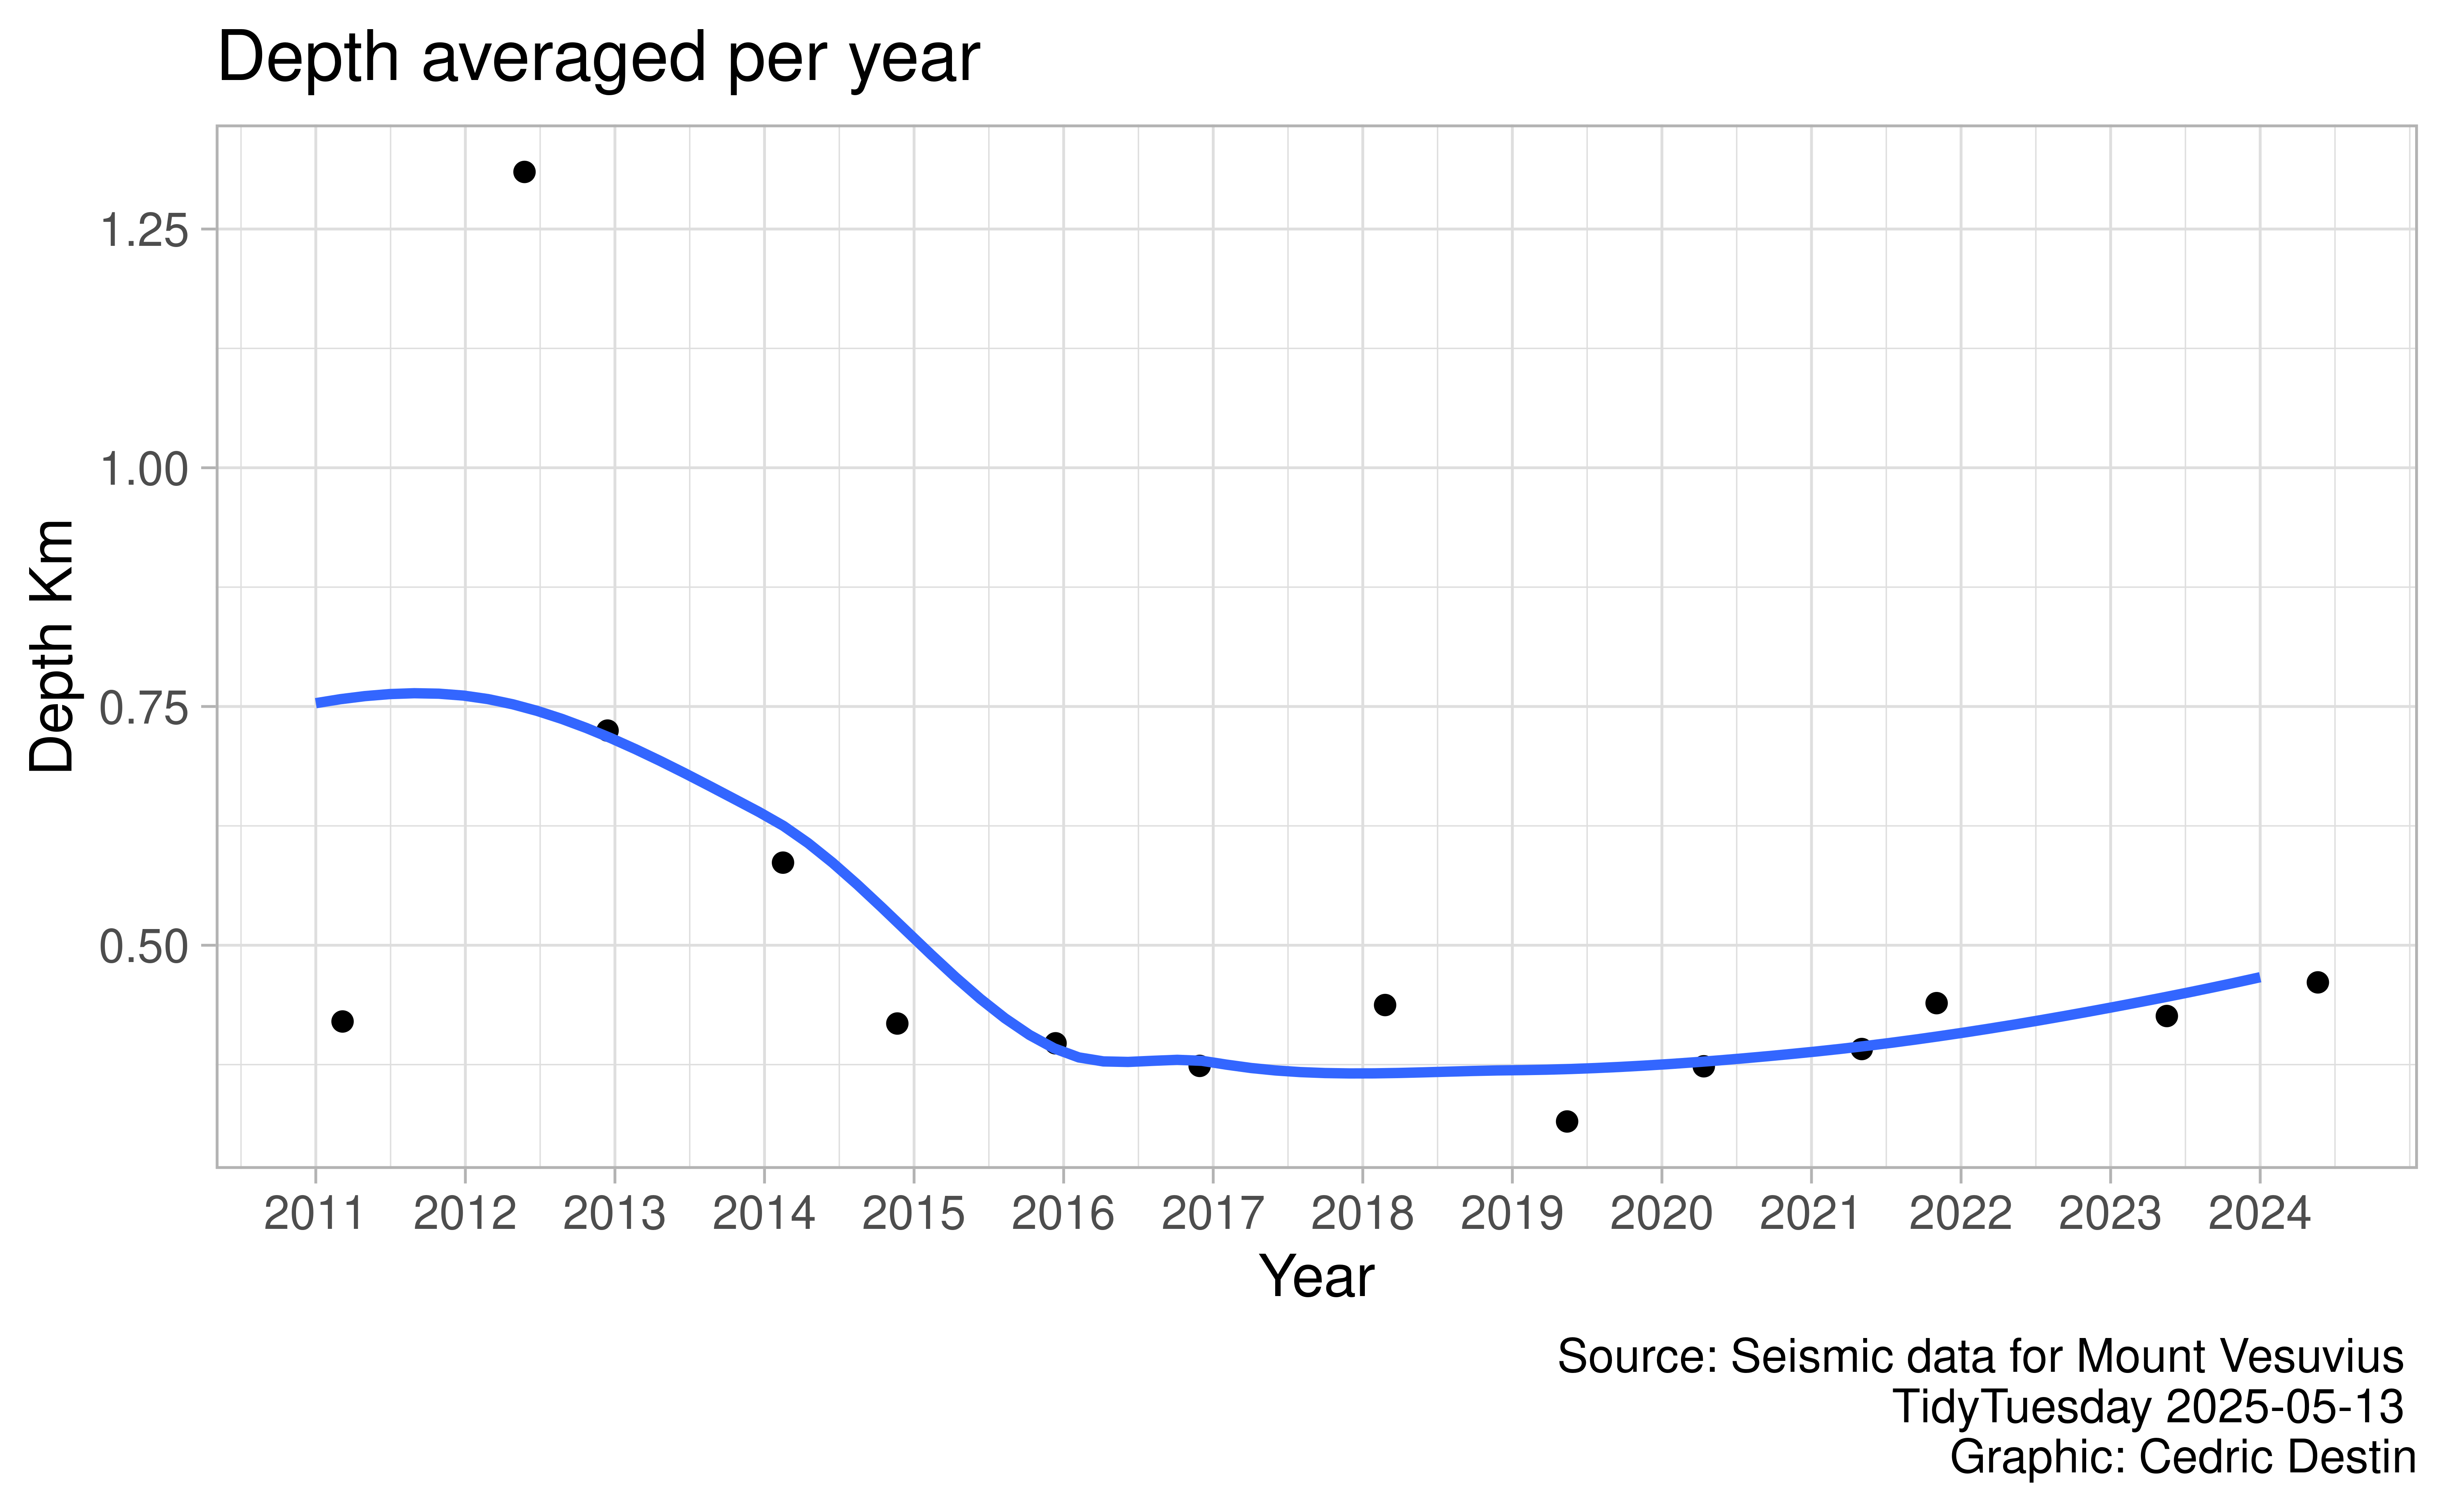 Depth averaged per year
Depth Km
1.25
1.00
0.75
0.50
2011 2012 2013 2014 2015 2016 2017 2018 2019 2020 2021 2022 2023 2024
Year
Source: Seismic data for Mount Vesuvius
TidyTuesday 2025-05-13
Graphic: Cedric Destin